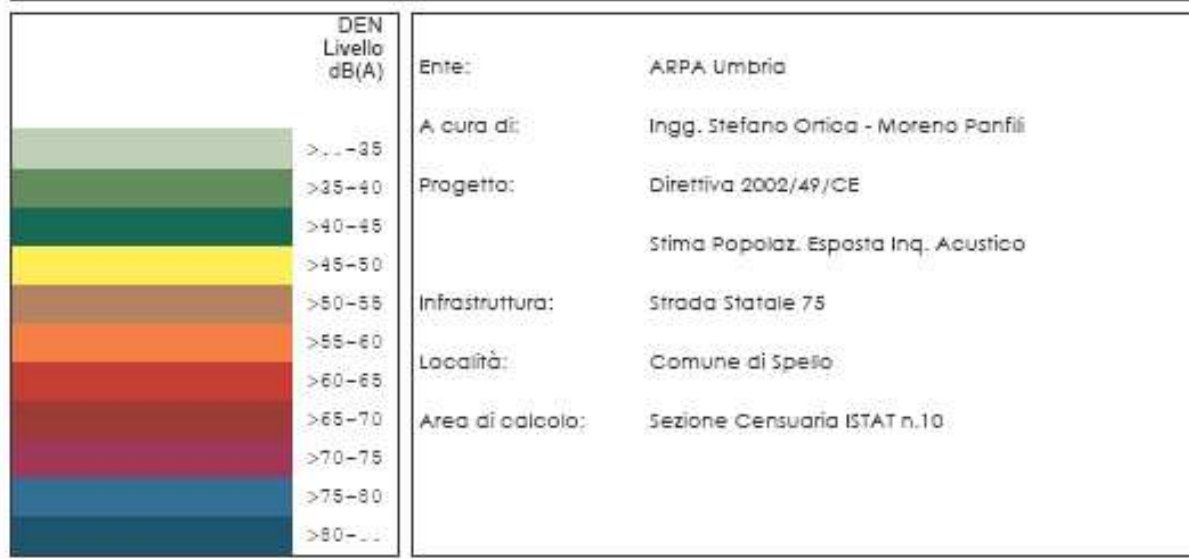 DEN
Livello
dB(A)
>..-35
>35-40
>40-45
>45-50
>50-55
>55-60
>60-65
>65-70
>70-75
>75-80
>80-..
Ente: ARPA Umbria
A cura di: Ingg. Stefano Ortica - Moreno Panfili
Progetto: Direttiva 2002/49/CE
Stima Popolaz. Esposta Inq. Acustico
Infrastruttura: Strada Statale 75
Località: Comune di Spello
Area di calcolo: Sezione Censuaria ISTAT n.10